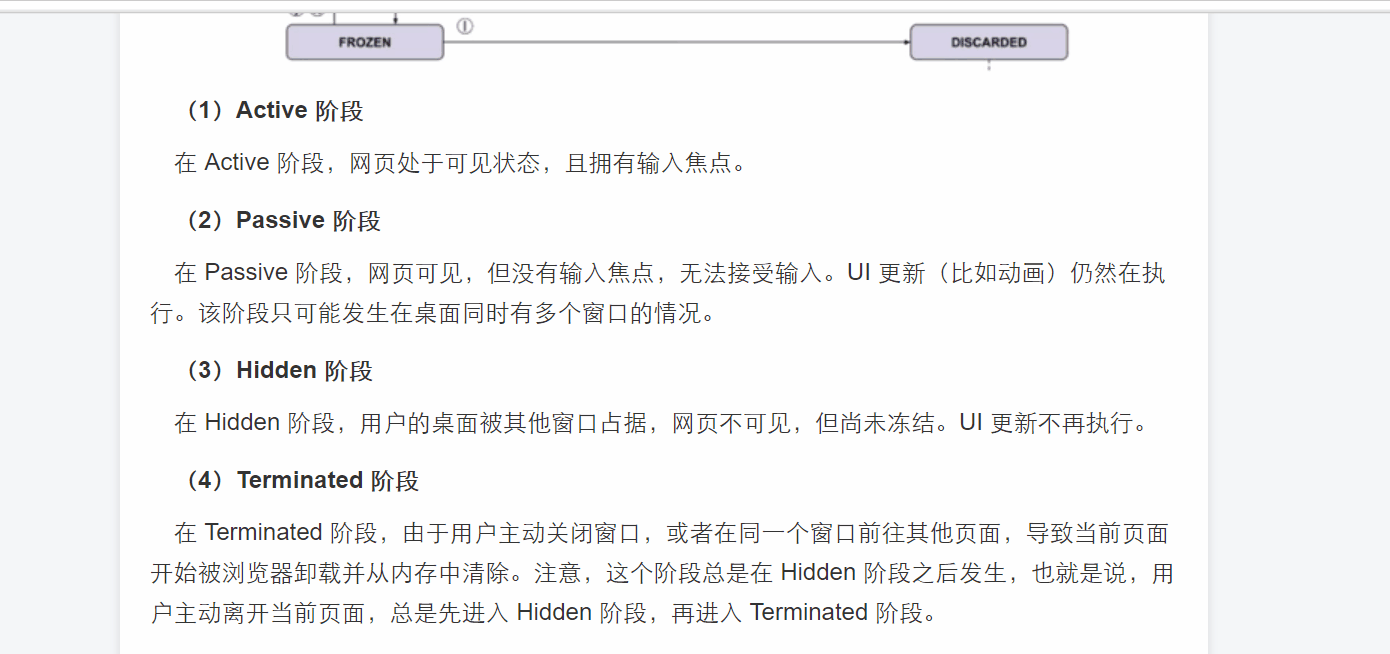 FROZEN
DISCARDED
（1）Active 阶段
在 Active 阶段，网页处于可见状态，且拥有输入焦点。
（2）Passive 阶段
在 Passive 阶段，网页可见，但没有输入焦点，无法接受输入。UI 更新（比如动画）仍然在执
行。该阶段只可能发生在桌面同时有多个窗口的情况。
（3）Hidden 阶段
在 Hidden 阶段，用户的桌面被其他窗口占据，网页不可见，但尚未冻结。UI 更新不再执行。
（4）Terminated 阶段
在 Terminated 阶段，由于用户主动关闭窗口，或者在同一个窗口前往其他页面，导致当前页面
开始被浏览器卸载并从内存中清除。注意，这个阶段总是在 Hidden 阶段之后发生，也就是说，用
户主动离开当前页面，总是先进入 Hidden 阶段，再进入 Terminated 阶段。